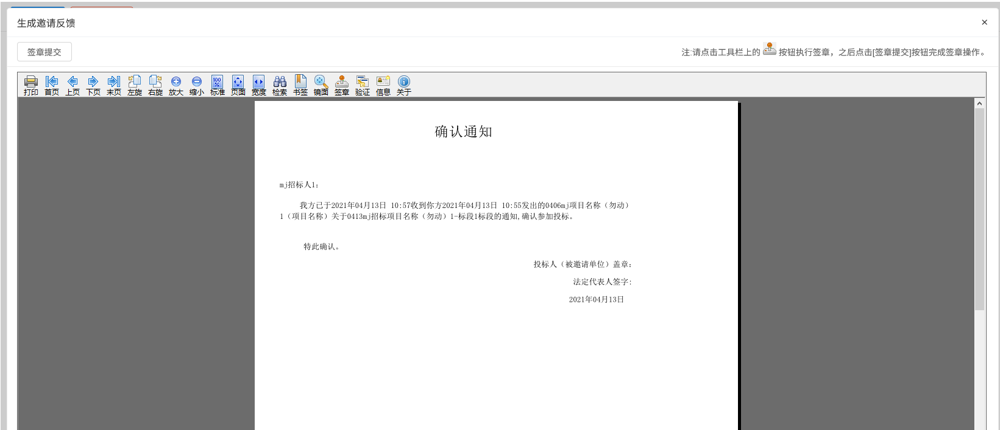 生成邀请反馈
×
签章提交
注:请点击工具栏上的 按钮执行签章，之后点击[签章提交]按钮完成签章操作。
打印 首页 上页 下页 末页 左旋 右旋 放大 缩小 标准 页面 宽度 检索 书签 镜面 签章 验证 信息 关于
确认通知
mj招标人1:
我方已于2021年04月13日 10:57收到你方2021年04月13日 10:55发出的0406mj项目名称（勿动）
1（项目名称）关于0413mj招标项目名称（勿动）1-标段1标段的通知,确认参加投标。
特此确认。
投标人（被邀请单位）盖章:
法定代表人签字:
2021年04月13日